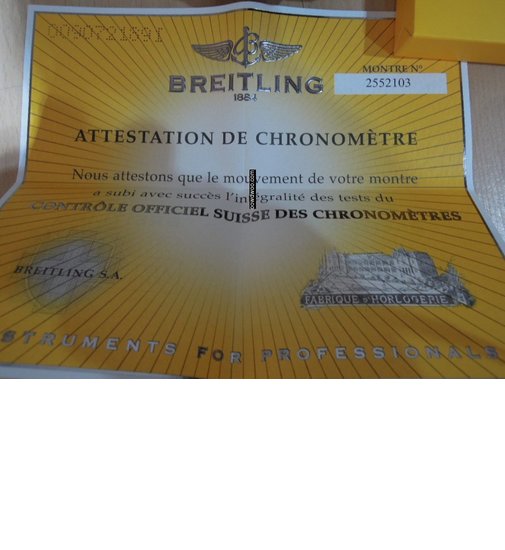 0090721891
BREITLING
1884
MONTRE N°
2552103
ATTESTATION DE CHRONOMÈTRE
Nous attestons que le mouvement de votre montre
a subi avec succès l'intégralité des tests du
CONTRÔLE OFFICIEL SUISSE DES CHRONOMÈTRES
BREITLING S.A.
FABRIQUE D'HORLOGERIE
STRUMENTS FOR PROFESSIONALS